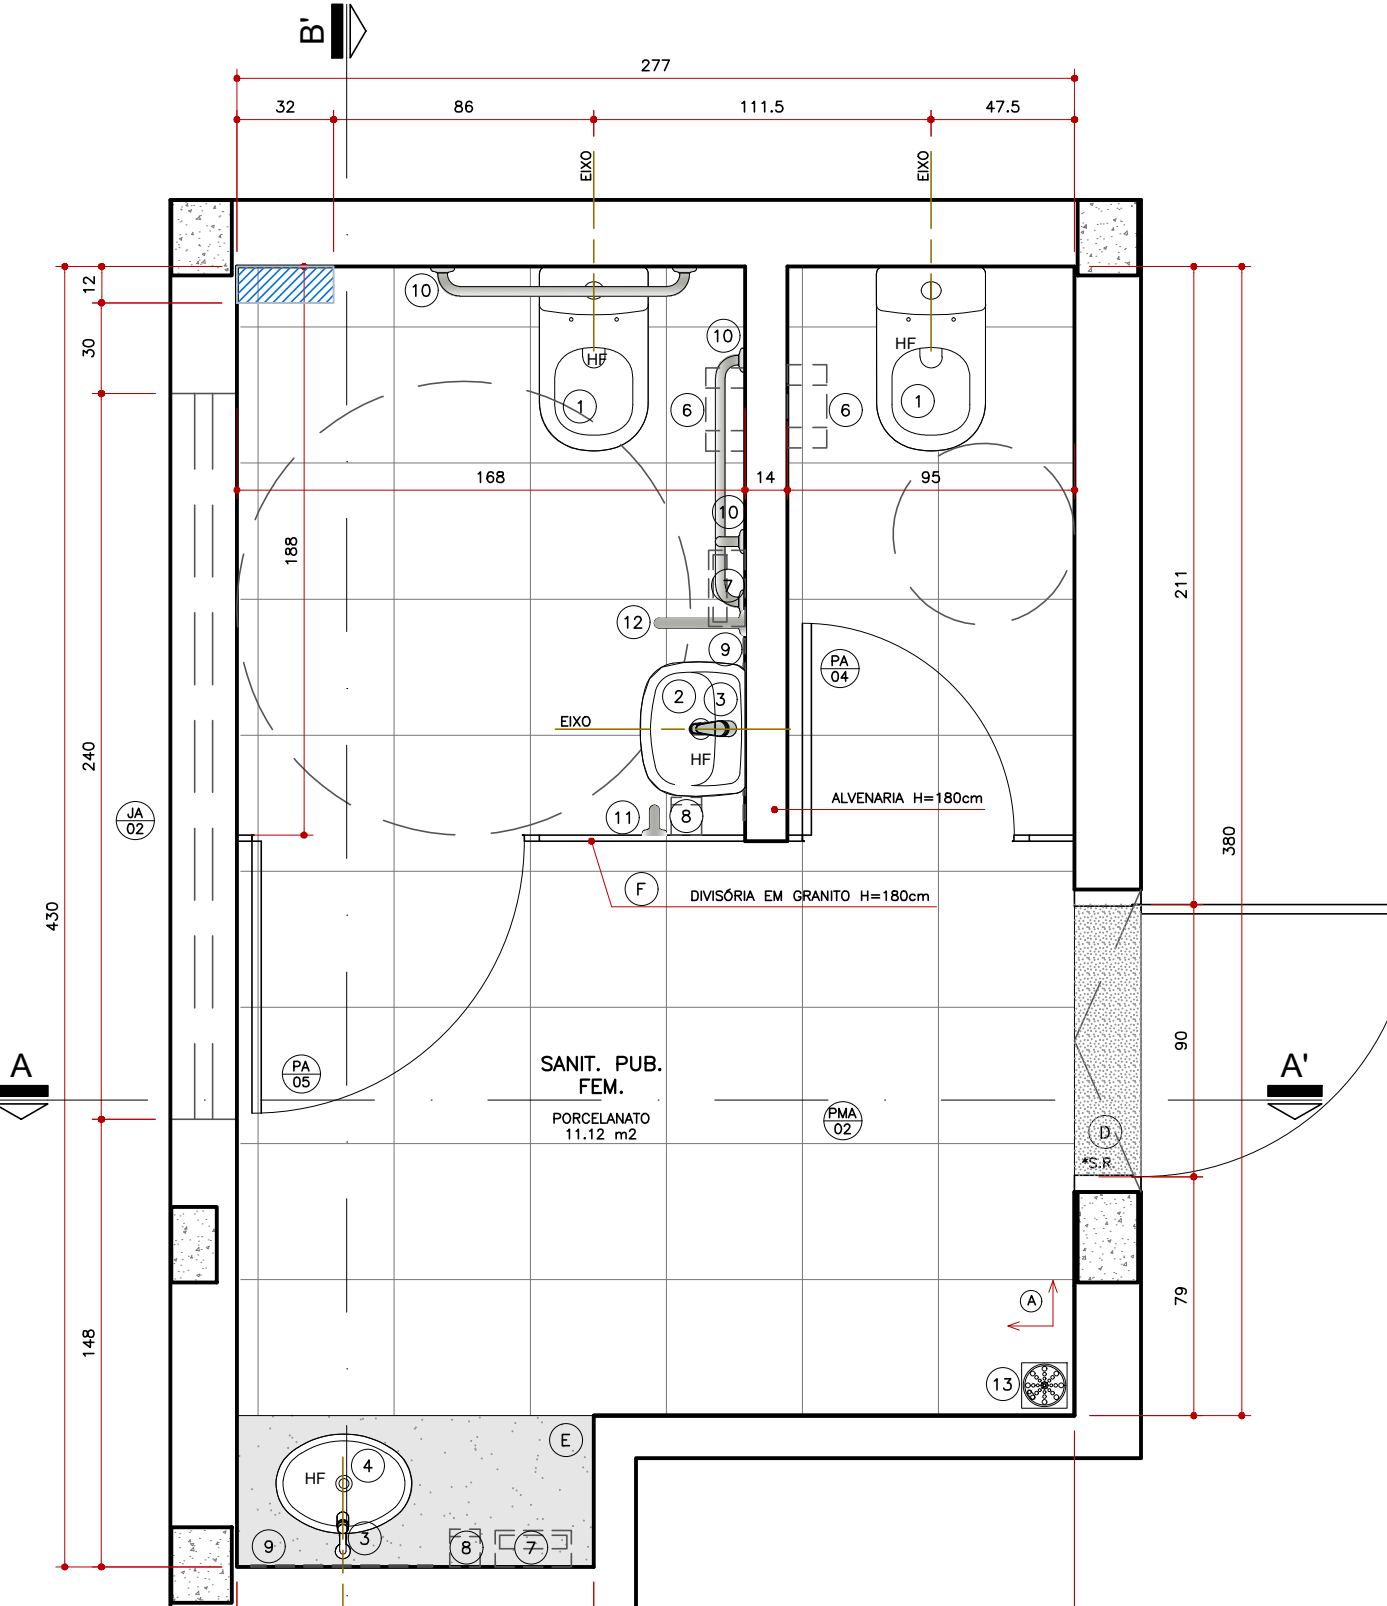 B'
277
32
86
111.5
47.5
EIXO
EIXO
12
10
30
HF
10
HF
1
6
6
1
168
14
95
10
188
7
211
12
9
PA
04
2
3
EIXO
HF
240
ALVENARIA H=180cm
JA
02
11
8
380
430
F
DIVISÓRIA EM GRANITO H=180cm
A
PA
05
SANIT. PUB.
FEM.
90
A'
PORCELANATO
11.12 m2
PMA
02
D
*S.R
148
A
79
13
E
HF
4
9
3
8
7